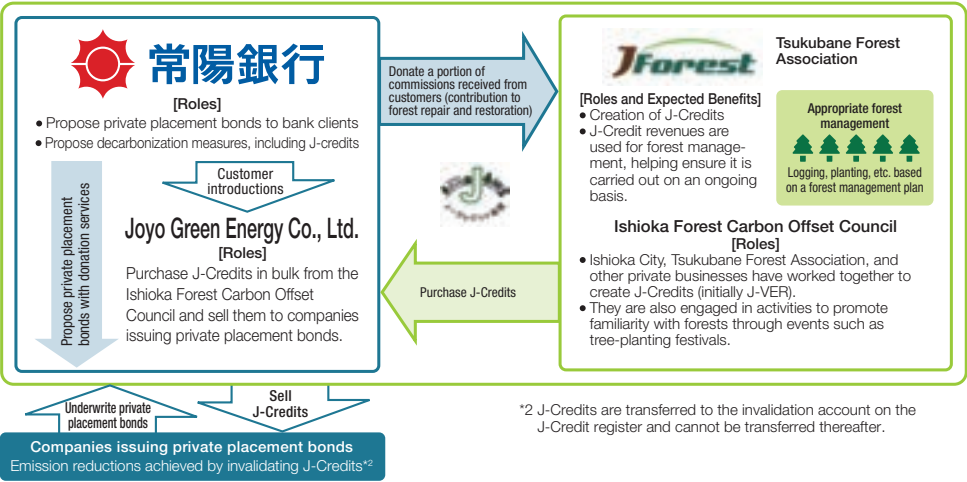 常陽銀行
[Roles]
● Propose private placement bonds to bank clients
● Propose decarbonization measures, including J-credits
Propose private placement
bonds with donation services
Customer
introductions
Joyo Green Energy Co., Ltd.
[Roles]
Purchase J-Credits in bulk from the
Ishioka Forest Carbon Offset
Council and sell them to companies
issuing private placement bonds.
Donate a portion of
commissions received from
customers (contribution to
forest repair and restoration)
J
Purchase J-Credits
JForest
Tsukubane Forest
Association
[Roles and Expected Benefits]
● Creation of J-Credits
● J-Credit revenues are
used for forest manage-
ment, helping ensure it is
carried out on an ongoing
basis.
Appropriate forest
management
Logging, planting, etc. based
on a forest management plan
Ishioka Forest Carbon Offset Council
[Roles]
● Ishioka City, Tsukubane Forest Association, and
other private businesses have worked together to
create J-Credits (initially J-VER).
● They are also engaged in activities to promote
familiarity with forests through events such as
tree-planting festivals.
Underwrite private
placement bonds
Sell
J-Credits
Companies issuing private placement bonds
Emission reductions achieved by invalidating J-Credits*2
*2 J-Credits are transferred to the invalidation account on the
J-Credit register and cannot be transferred thereafter.